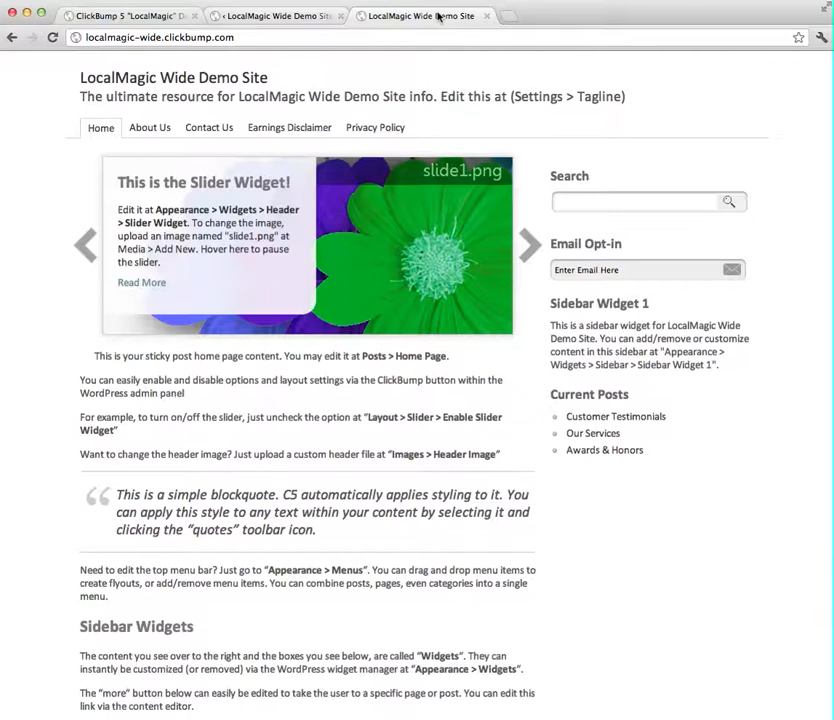 ClickBump 5 "LocalMagic" D
‹ LocalMagic Wide Demo Site
LocalMagic Wide Demo Site
localmagic-wide.clickbump.com
LocalMagic Wide Demo Site
The ultimate resource for LocalMagic Wide Demo Site info. Edit this at (Settings > Tagline)
Home About Us Contact Us Earnings Disclaimer Privacy Policy
slide1.png
This is the Slider Widget!
Edit it at Appearance > Widgets > Header
> Slider Widget. To change the image,
upload an image named "slide1.png" at
Media > Add New. Hover here to pause
the slider.
Read More
This is your sticky post home page content. You may edit it at Posts > Home Page.
You can easily enable and disable options and layout settings via the ClickBump button within the
WordPress admin panel
For example, to turn on/off the slider, just uncheck the option at “Layout > Slider > Enable Slider
Widget”
Want to change the header image? Just upload a custom header file at “Images > Header Image”
“ This is a simple blockquote. C5 automatically applies styling to it. You
can apply this style to any text within your content by selecting it and
clicking the “quotes” toolbar icon.
Need to edit the top menu bar? Just go to “Appearance > Menus”. You can drag and drop menu items to
create flyouts, or add/remove menu items. You can combine posts, pages, even categories into a single
menu.
Sidebar Widgets
The content you see over to the right and the boxes you see below, are called “Widgets”. They can
instantly be customized (or removed) via the WordPress widget manager at “Appearance > Widgets”.
The “more” button below can easily be edited to take the user to a specific page or post. You can edit this
link via the content editor.
Search
Email Opt-in
Enter Email Here
Sidebar Widget 1
This is a sidebar widget for LocalMagic Wide
Demo Site. You can add/remove or customize
content in this sidebar at "Appearance >
Widgets > Sidebar > Sidebar Widget 1".
Current Posts
Customer Testimonials
Our Services
Awards & Honors